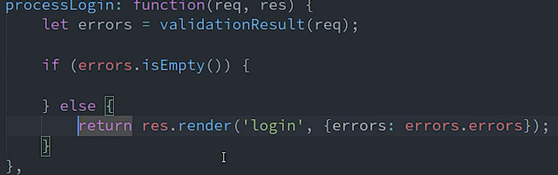 processLogin: function(req, res) {
let errors = validationResult(req);
if (errors.isEmpty()) {
} else {
return res.render('login', {errors: errors.errors});
}
},